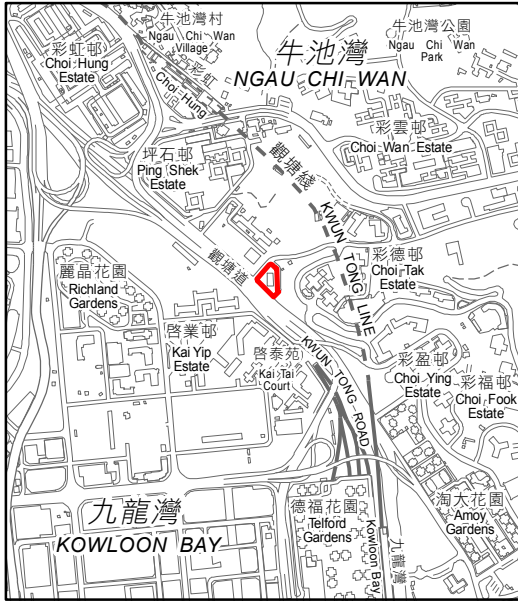 牛池灣村
Ngau Chi Wan
Village
彩虹邨
Choi Hung
Estate
彩虹
Choi Hung
牛池灣
NGAU CHI WAN
牛池灣公園
Ngau Chi Wan
Park
彩雲邨
Choi Wan Estate
坪石邨
Ping Shek
Estate
觀塘綫
KWUN TONG LINE
觀塘道
KWUN TONG ROAD
彩德邨
Choi Tak
Estate
麗晶花園
Richland
Gardens
啓業邨
Kai Yip
Estate
啓泰苑
Kai Tai
Court
彩盈邨
Choi Ying
Estate
彩福邨
Choi Fook
Estate
九龍灣
KOWLOON BAY
德福花園
Telford
Gardens
Kowloon Bay
九龍灣
淘大花園
Amoy
Gardens